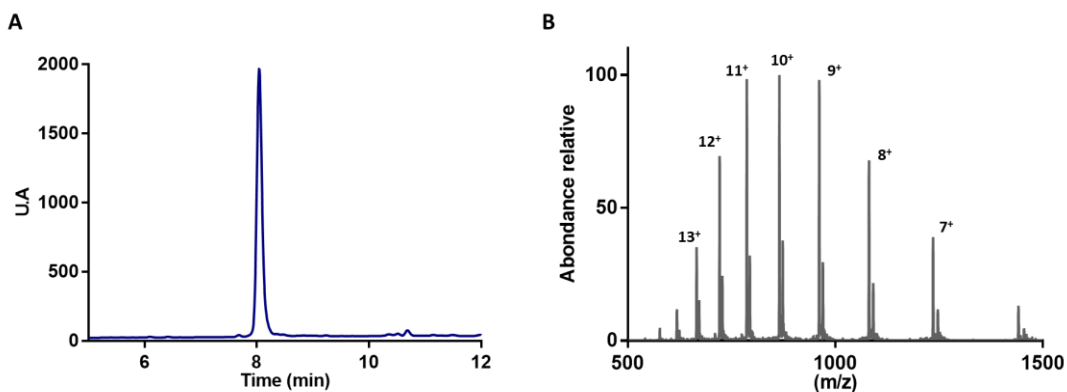 A
2000
1500
1000
500
0
U.A
6 8 10 12
Time (min)
B
100
50
0
Abondance relative
13⁺
12⁺
11⁺
10⁺
9⁺
8⁺
7⁺
500 1000 1500
(m/z)